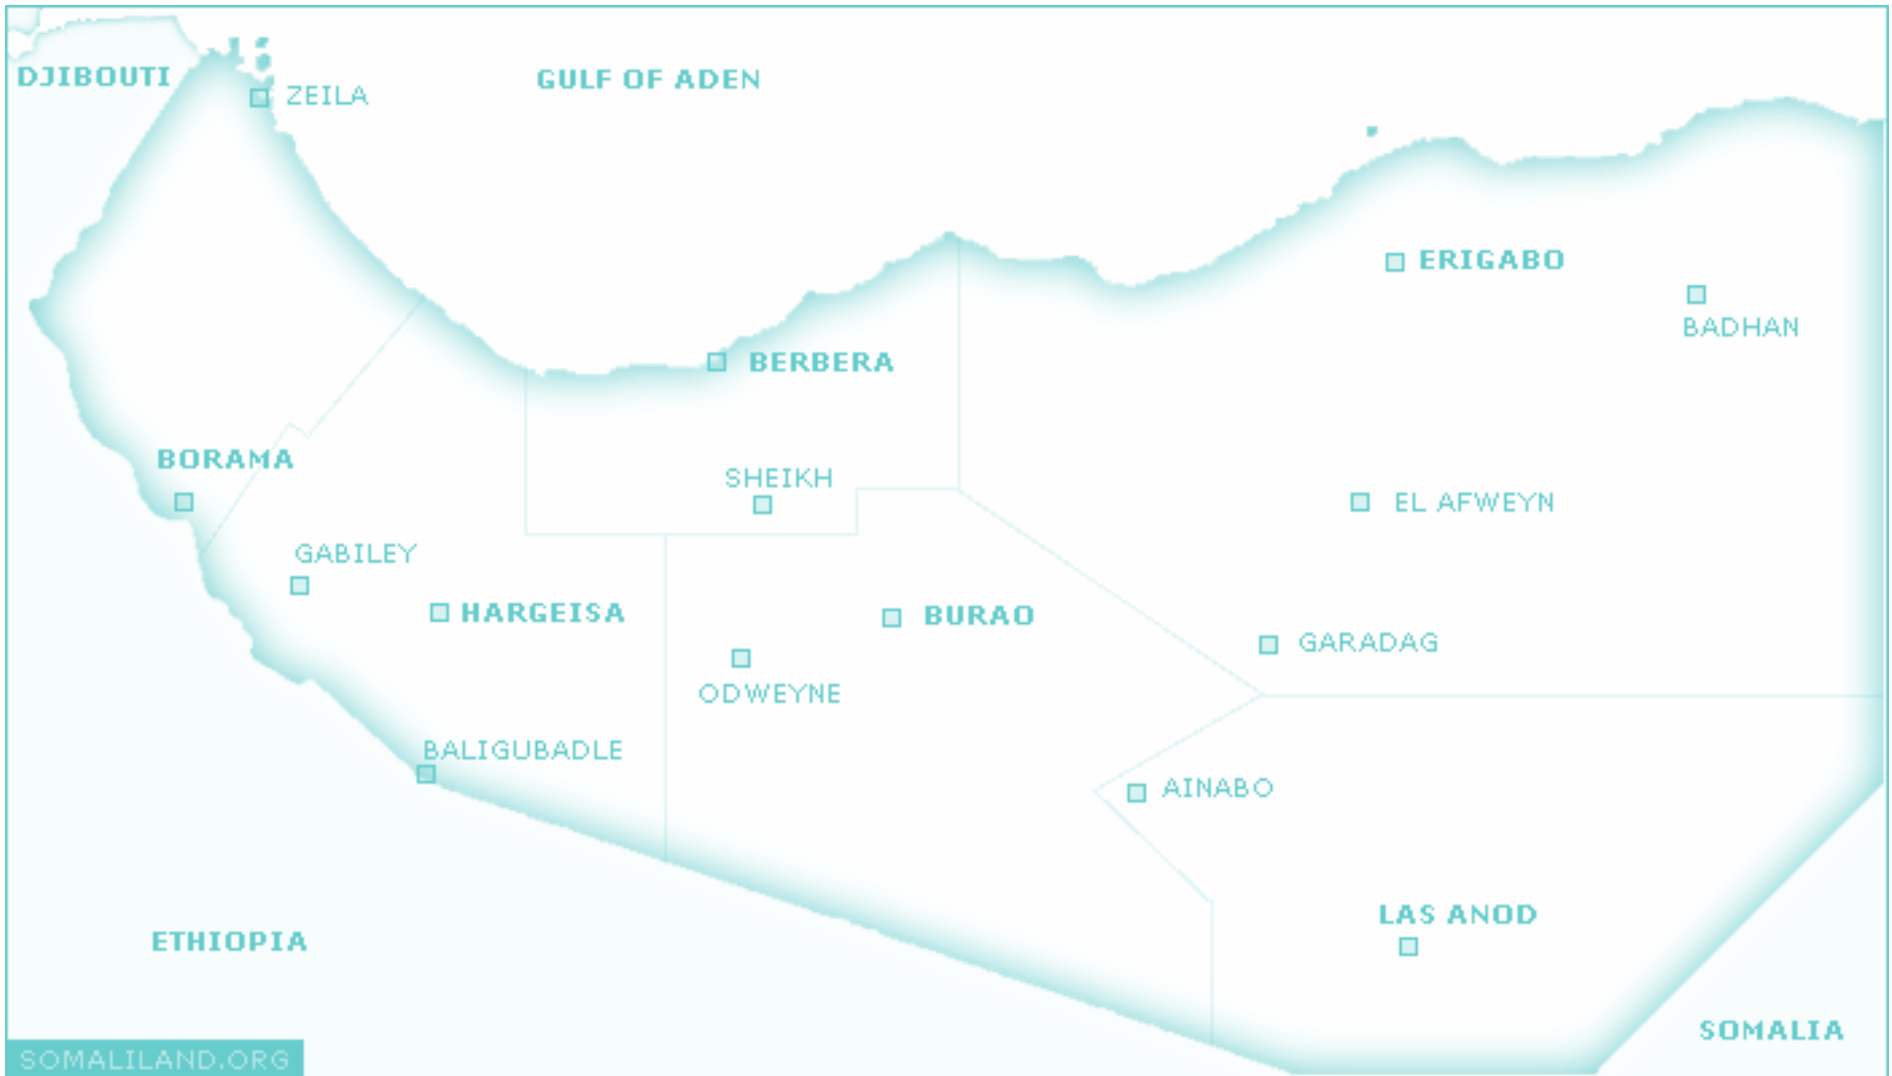 DJIBOUTI
GULF OF ADEN
ZEILA
ERIGABO
BADHAN
BERBERA
BORAMA
SHEIKH
EL AFWEYN
GABILEY
HARGEISA
BURAO
GARADAG
ODWEYNE
BALIGUBADLE
AINABO
LAS ANOD
ETHIOPIA
SOMALIA
SOMALILAND.ORG